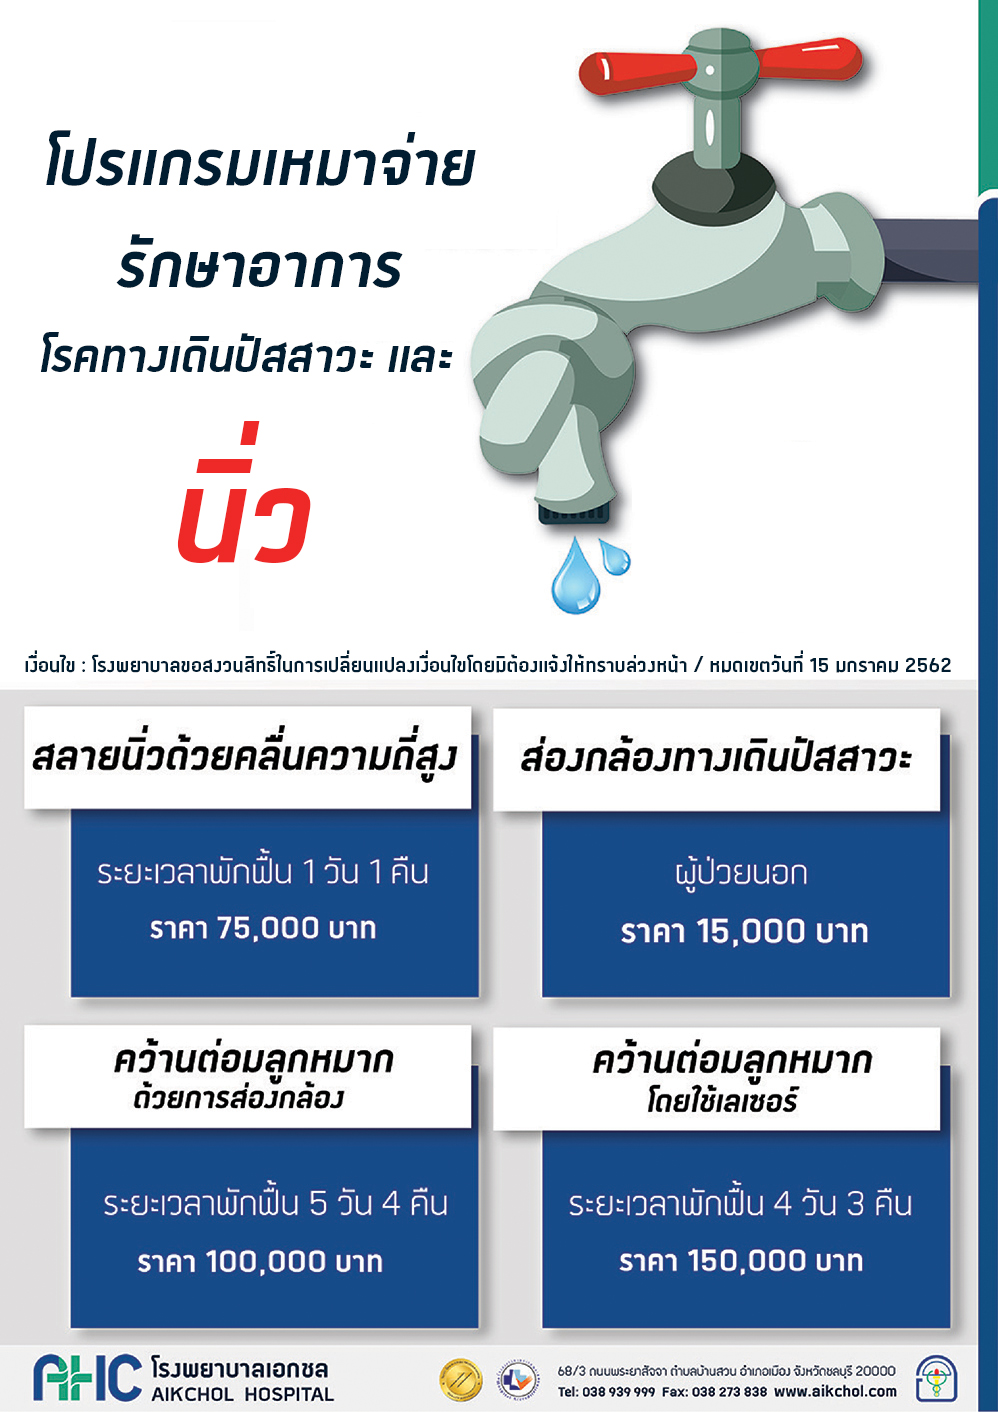 โปรแกรมเหมาจ่าย
รักษาอาการ
โรคทางเดินปัสสาวะ และ
นิ่ว
เงื่อนไข : โรงพยาบาลขอสงวนสิทธิ์ในการเปลี่ยนแปลงเงื่อนไขโดยมิต้องแจ้งให้ทราบล่วงหน้า / หมดเขตวันที่ 15 มกราคม 2562
สลายนิ่วด้วยคลื่นความถี่สูง
ระยะเวลาพักฟื้น 1 วัน 1 คืน
ราคา 75,000 บาท
ส่องกล้องทางเดินปัสสาวะ
ผู้ป่วยนอก
ราคา 15,000 บาท
คว้านต่อมลูกหมาก
ด้วยการส่องกล้อง
ระยะเวลาพักฟื้น 5 วัน 4 คืน
ราคา 100,000 บาท
คว้านต่อมลูกหมาก
โดยใช้เลเซอร์
ระยะเวลาพักฟื้น 4 วัน 3 คืน
ราคา 150,000 บาท
AHC โรงพยาบาลเอกชล
AIKCHOL HOSPITAL
68/3 ถนนพระยาสัจจา ตำบลบ้านสวน อำเภอเมือง จังหวัดชลบุรี 20000
Tel: 038 939 999 Fax: 038 273 838 www.aikchol.com